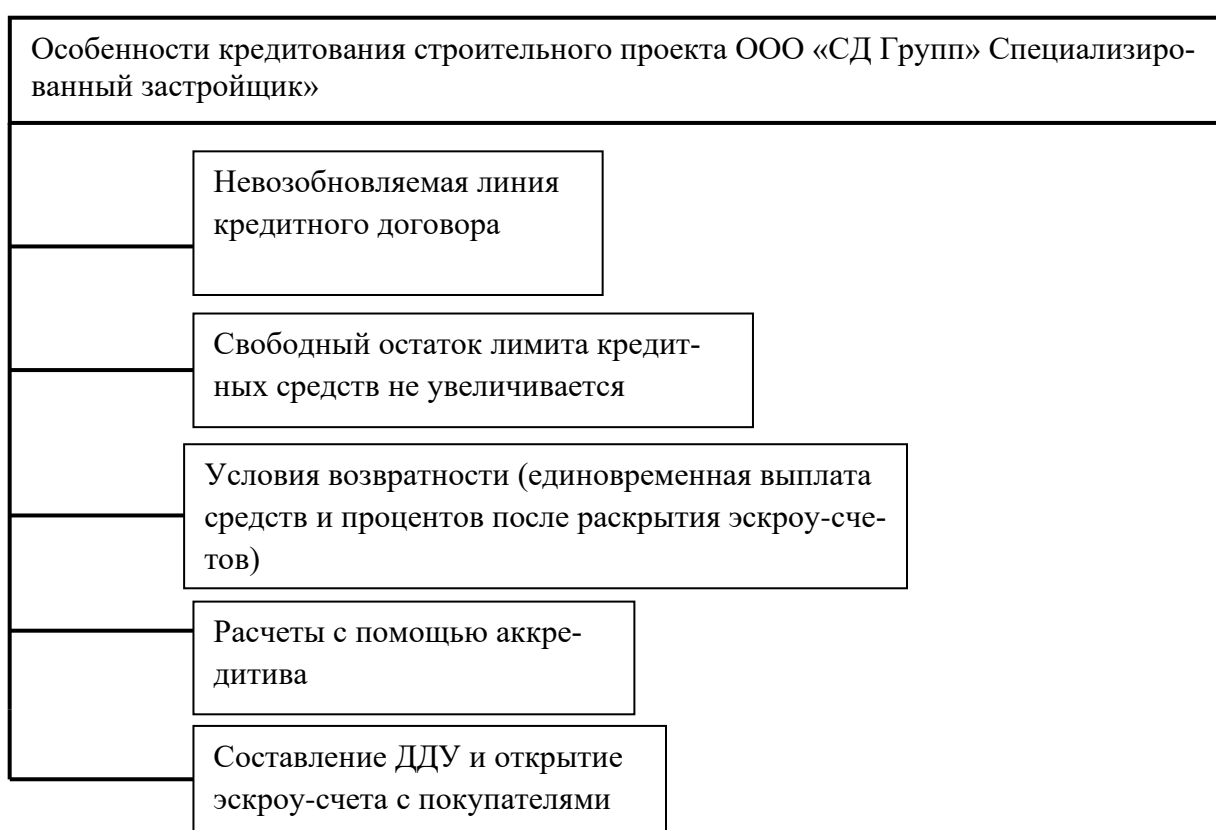 Особенности кредитования строительного проекта ООО «СД Групп» Специализиро-
ванный застройщик»
Невозобновляемая линия
кредитного договора
Свободный остаток лимита кредит-
ных средств не увеличивается
Условия возвратности (единовременная выплата
средств и процентов после раскрытия эскроу-сче-
тов)
Расчеты с помощью аккре-
дитива
Составление ДДУ и открытие
эскроу-счета с покупателями